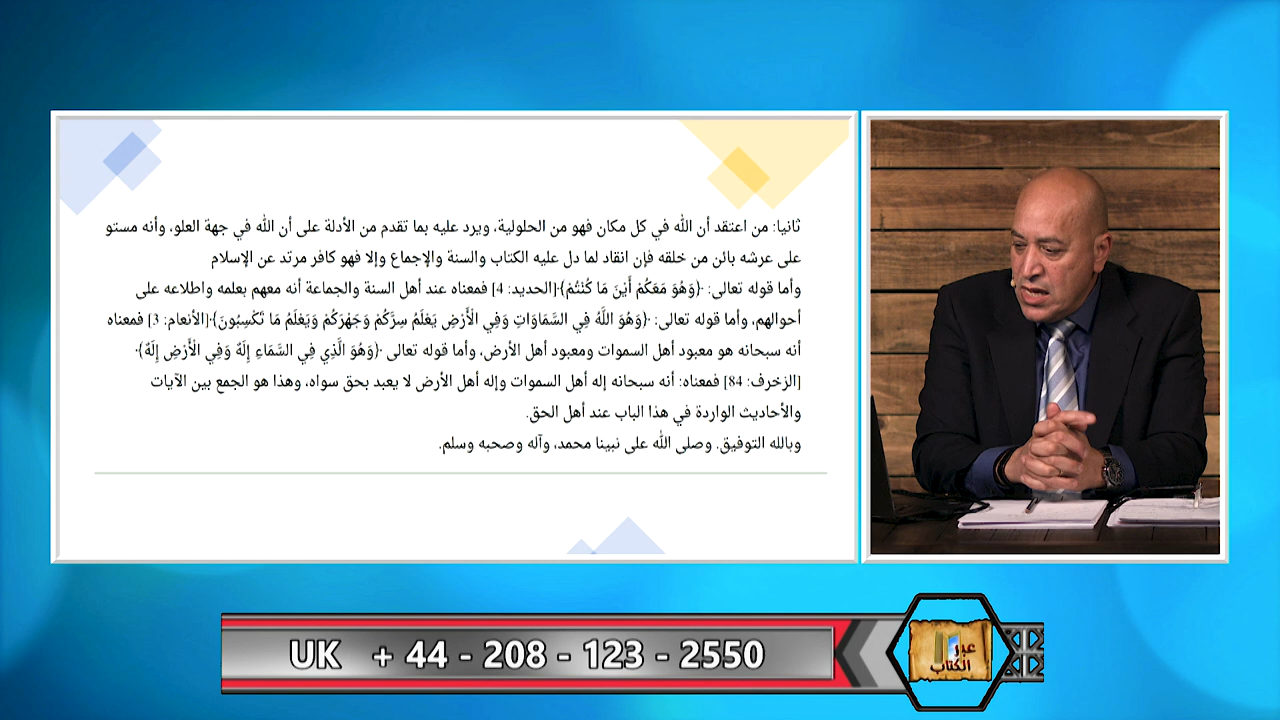 ثانيا: من اعتقد أن الله في كل مكان فهو من الحلولية، ويرد عليه بما تقدم من الأدلة على أن الله في جهة العلو، وأنه مستو
على عرشه بائن من خلقه فإن انقاد لما دل عليه الكتاب والسنة والإجماع وإلا فهو كافر مرتد عن الإسلام
وأما قوله تعالى: {وَهُوَ مَعَكُمْ أَيْنَ مَا كُنْتُمْ}[الحديد: 4] فمعناه عند أهل السنة والجماعة أنه معهم بعلمه واطلاعه على
أحوالهم، وأما قوله تعالى: {وَهُوَ اللَّهُ فِي السَّمَاوَاتِ وَفِي الْأَرْضِ يَعْلَمُ سِرَّكُمْ وَجَهْرَكُمْ وَيَعْلَمُ مَا تَكْسِبُونَ}[الأنعام: 3] فمعناه
أنه سبحانه هو معبود أهل السموات ومعبود أهل الأرض، وأما قوله تعالى {وَهُوَ الَّذِي فِي السَّمَاءِ إِلَهٌ وَفِي الْأَرْضِ إِلَهٌ}
[الزخرف: 84] فمعناه: أنه سبحانه إله أهل السموات وإله أهل الأرض لا يعبد بحق سواه، وهذا هو الجمع بين الآيات
والأحاديث الواردة في هذا الباب عند أهل الحق.
وبالله التوفيق. وصلى الله على نبينا محمد، وآله وصحبه وسلم.
UK + 44 - 208 - 123 - 2550
عبر
الكتاب